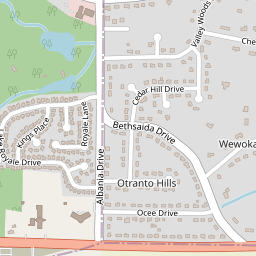 Valley Woods
Che
Cedar Hill Drive
Royale Lane
Kings Place
Bethsaida Drive
Royale Drive
Wewoka
Albania Drive
Otranto Hills
Ocee Drive